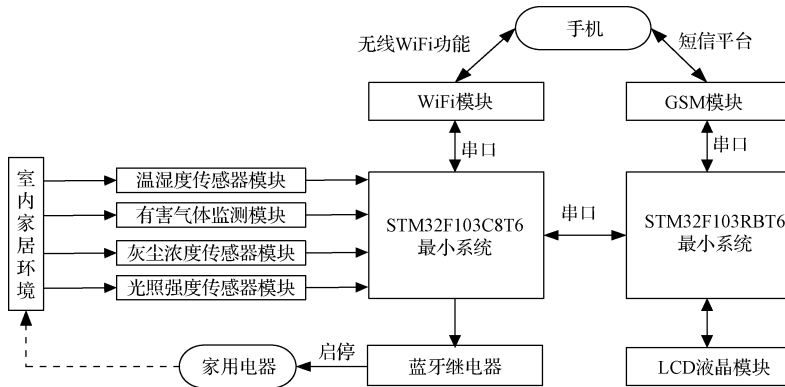 手机
无线WiFi功能
短信平台
WiFi模块
GSM模块
串口
串口
室内家居环境
温湿度传感器模块
有害气体监测模块
灰尘浓度传感器模块
光照强度传感器模块
STM32F103C8T6
最小系统
串口
STM32F103RBT6
最小系统
家用电器
启停
蓝牙继电器
LCD液晶模块